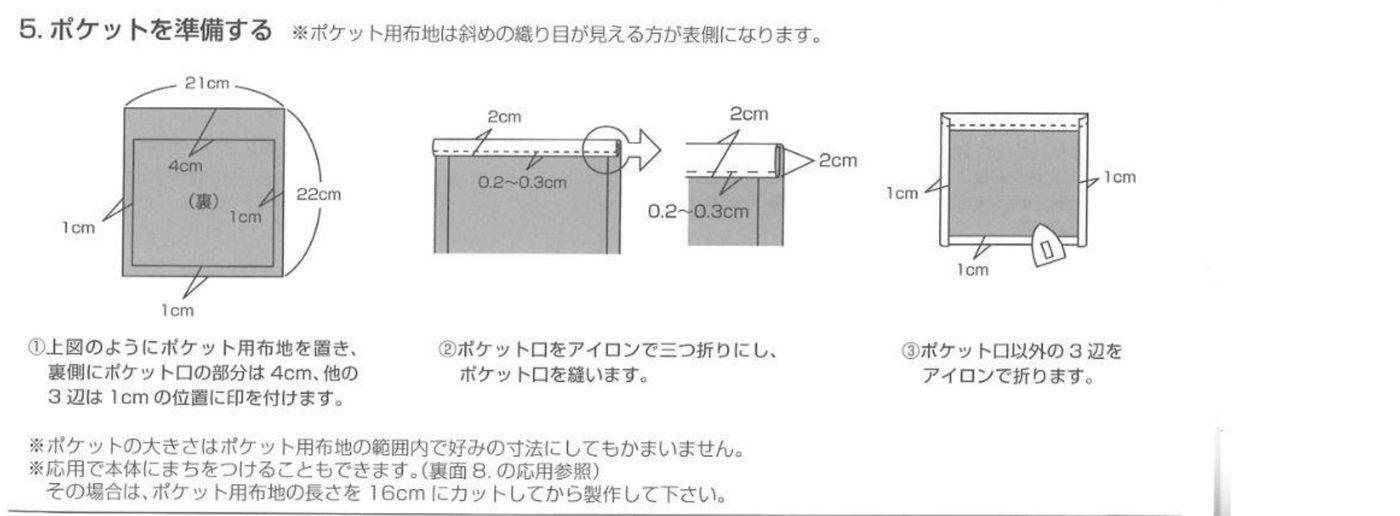 5. ポケットを準備する ※ポケット用布地は斜めの織り目が見える方が表側になります。
21cm
4cm
(裏)
1cm
22cm
1cm
1cm
2cm
0.2~0.3cm
2cm
2cm
0.2~0.3cm
1cm
1cm
1cm
①上図のようにポケット用布地を置き、
裏側にポケット口の部分は4cm、他の
3辺は1cmの位置に印を付けます。
②ポケット口をアイロンで三つ折りにし、
ポケット口を縫います。
③ポケット口以外の3辺を
アイロンで折ります。
※ポケットの大きさはポケット用布地の範囲内で好みの寸法にしてもかまいません。
※応用で本体にまちをつけることもできます。(裏面8.の応用参照)
その場合は、ポケット用布地の長さを16cmにカットしてから製作して下さい。